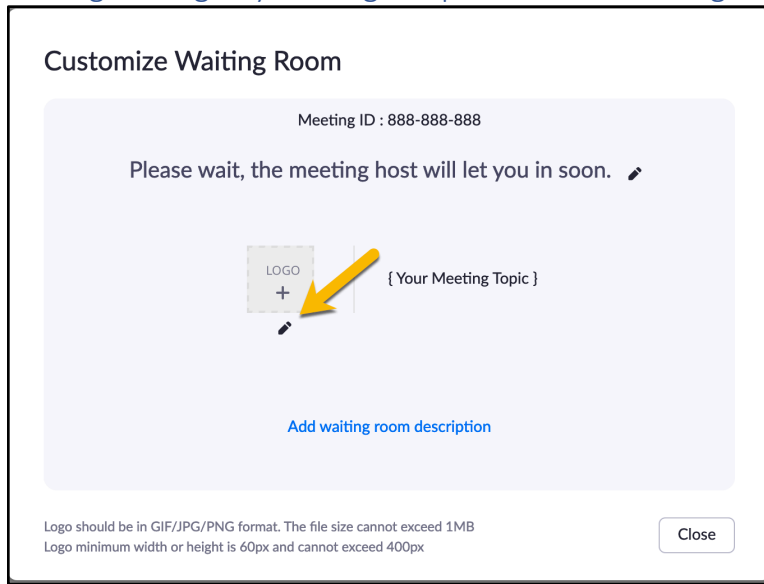 Customize Waiting Room
Meeting ID : 888-888-888
Please wait, the meeting host will let you in soon.
LOGO
+
{ Your Meeting Topic }
Add waiting room description
Logo should be in GIF/JPG/PNG format. The file size cannot exceed 1MB
Logo minimum width or height is 60px and cannot exceed 400px
Close